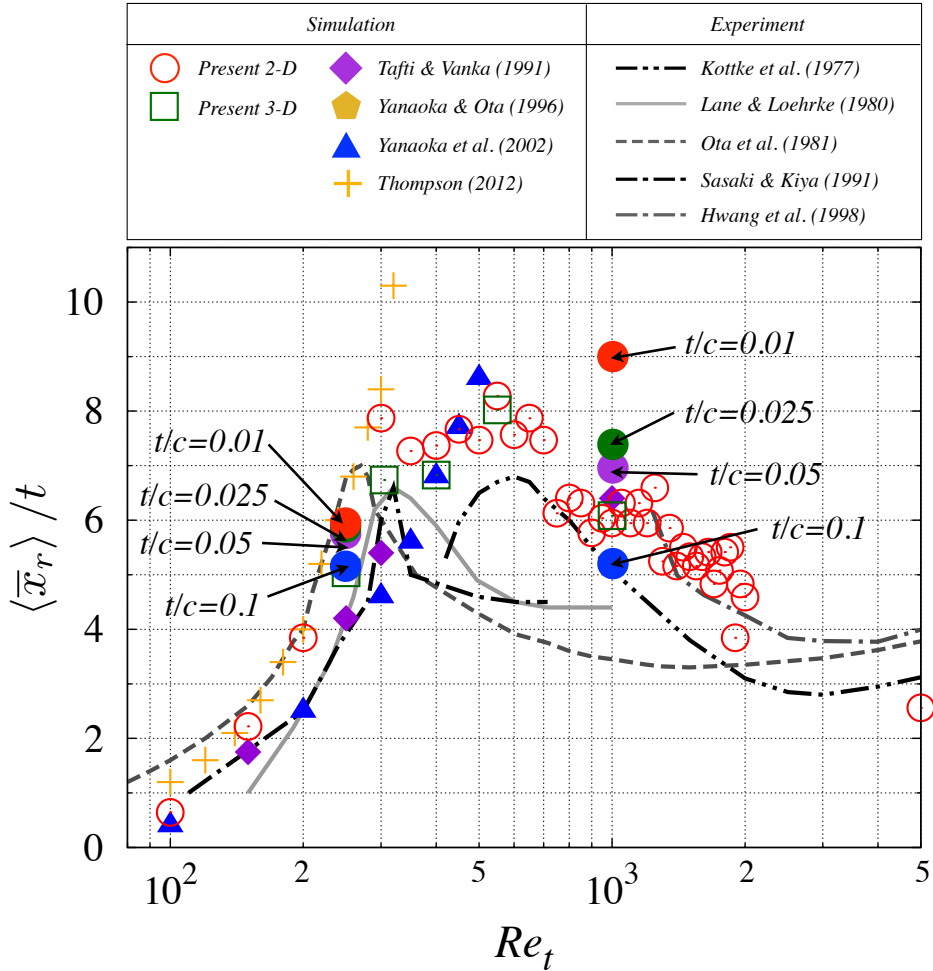 Simulation Experiment
Present 2-D Tafti & Vanka (1991) Kottke et al. (1977)
Present 3-D Yanaoka & Ota (1996) Lane & Loehrke (1980)
Yanaoka et al. (2002) Ota et al. (1981)
Thompson (2012) Sasaki & Kiya (1991)
Hwang et al. (1998)
10
t/c=0.01
8
t/c=0.025
t/c=0.01
t/c=0.05
t/c=0.025
6
t/c=0.05
t/c=0.1
t/c=0.1
4
2
0
⟨x̅ᵣ⟩/t
10² 2 5 10³ 2 5
Reₜ